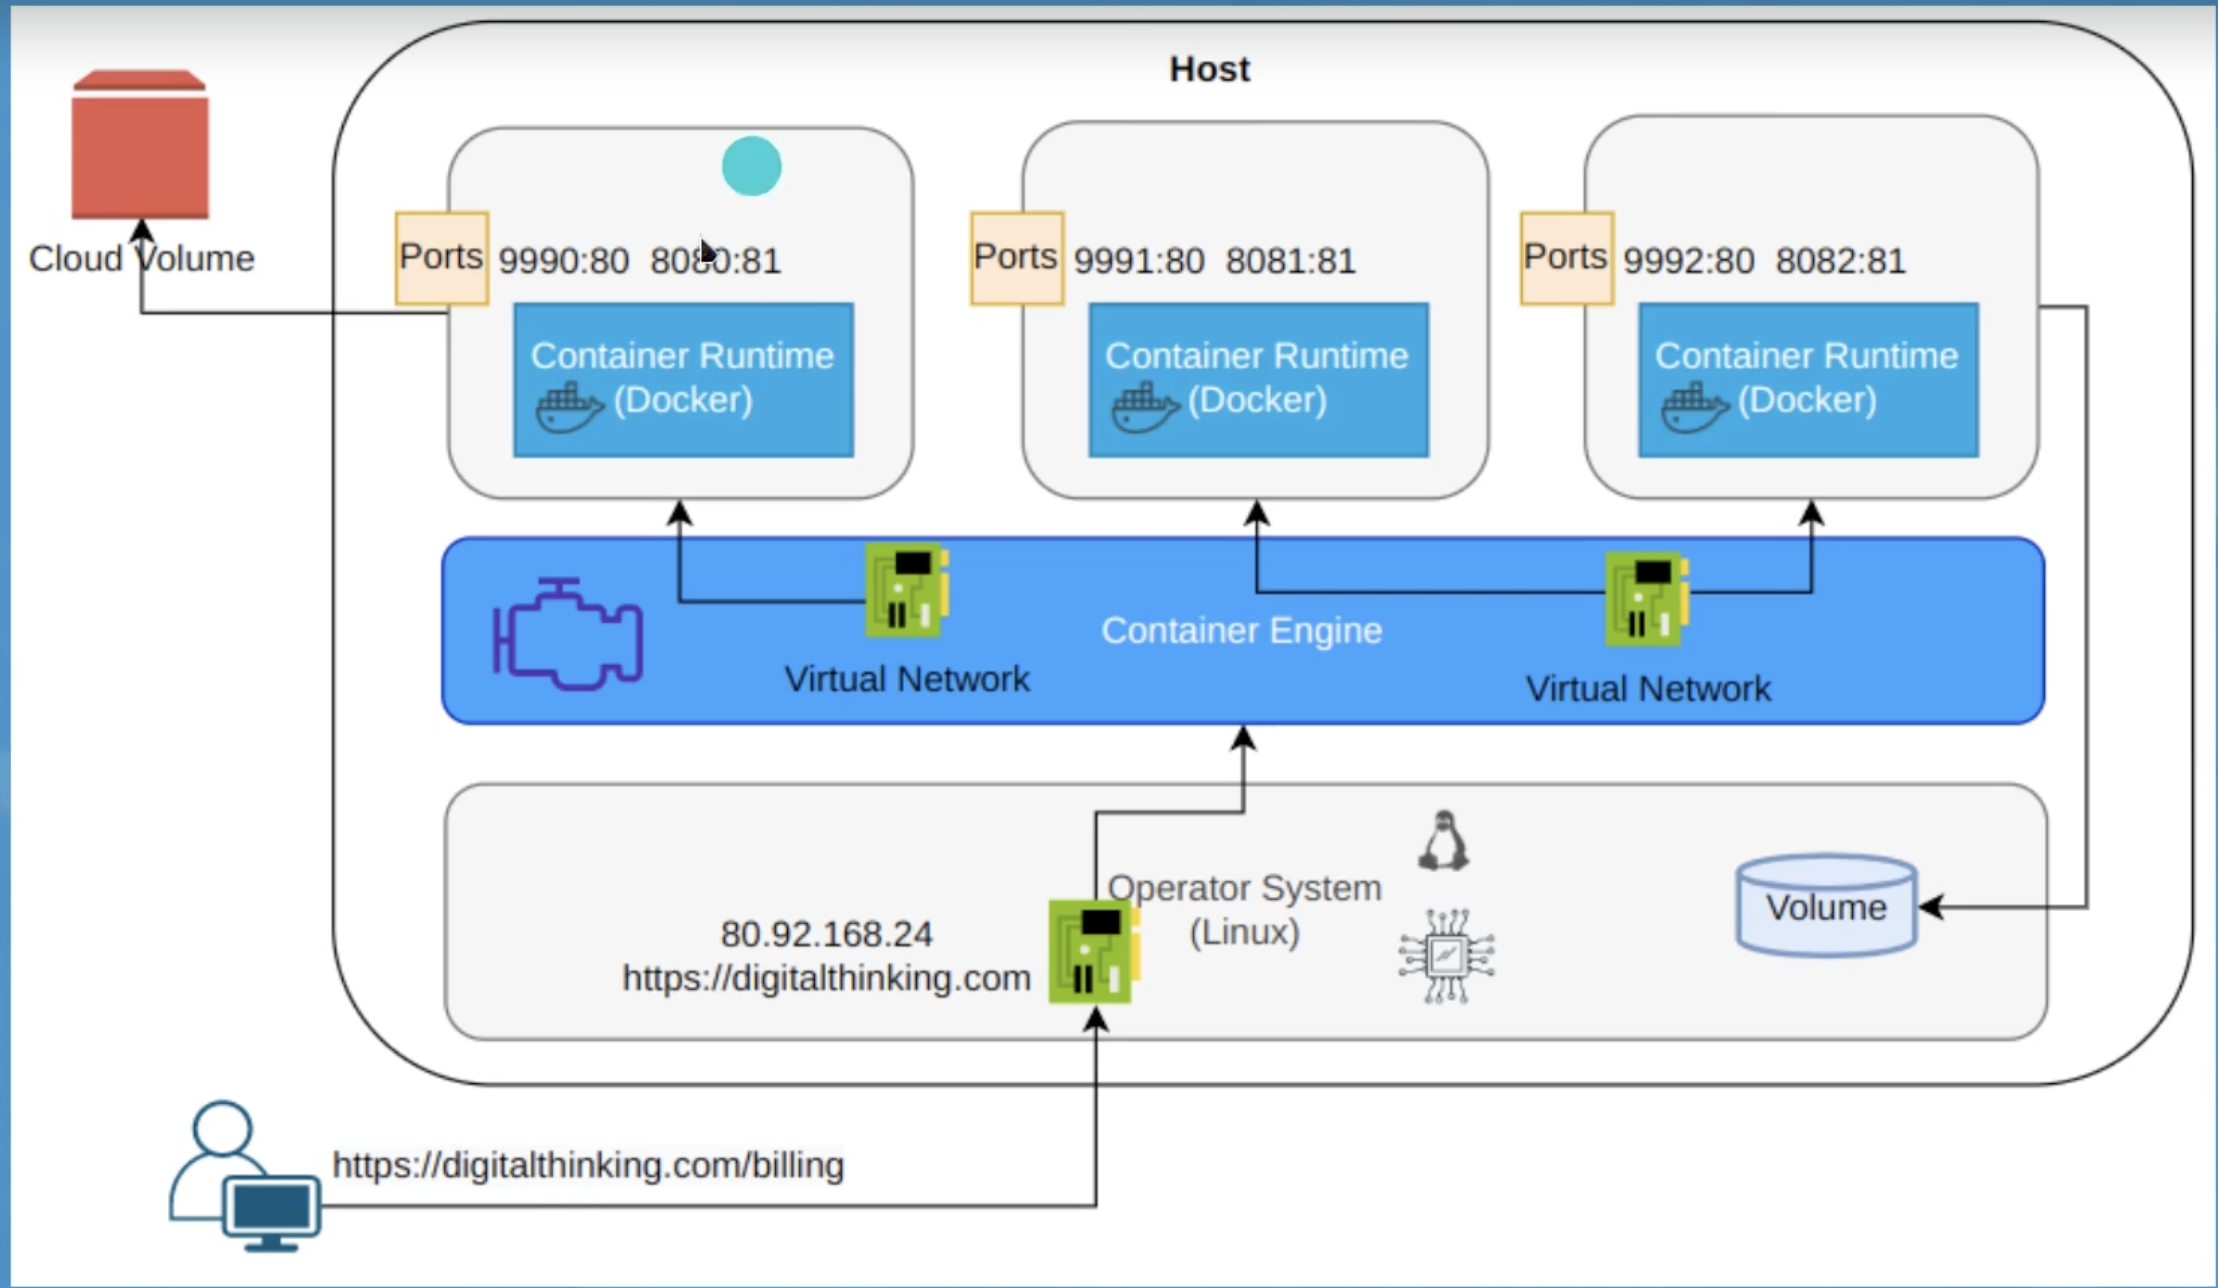 Host
Cloud Volume
Ports 9990:80 8080:81
Container Runtime
(Docker)
Ports 9991:80 8081:81
Container Runtime
(Docker)
Ports 9992:80 8082:81
Container Runtime
(Docker)
Container Engine
Virtual Network
Virtual Network
Operator System
(Linux)
80.92.168.24
https://digitalthinking.com
Volume
https://digitalthinking.com/billing